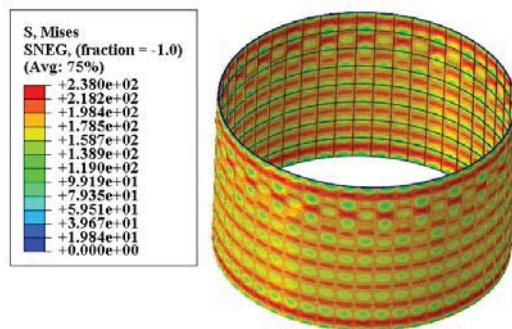 S, Mises
SNEG, (fraction = -1.0)
(Avg: 75%)
+2.380e+02
+2.182e+02
+1.984e+02
+1.785e+02
+1.587e+02
+1.389e+02
+1.190e+02
+9.919e+01
+7.935e+01
+5.951e+01
+3.967e+01
+1.984e+01
+0.000e+00